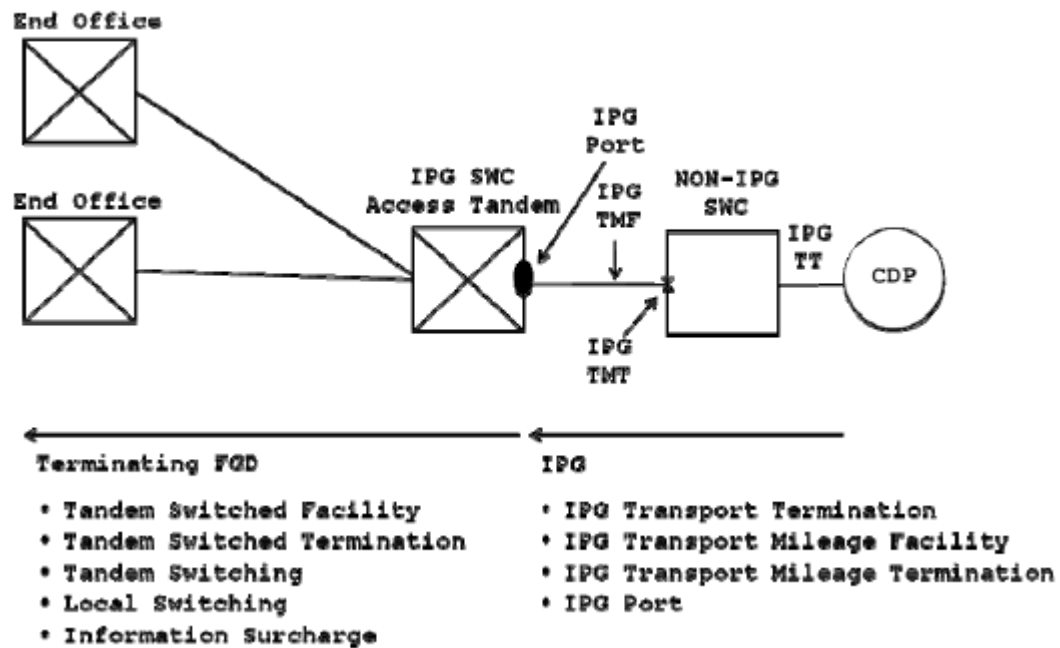 End Office
End Office
IPG SWC
Access Tandem
IPG
Port
IPG
TMF
IPG
TMT
NON-IPG
SWC
IPG
TT
CDP
Terminating FGD
• Tandem Switched Facility
• Tandem Switched Termination
• Tandem Switching
• Local Switching
• Information Surcharge
IPG
• IPG Transport Termination
• IPG Transport Mileage Facility
• IPG Transport Mileage Termination
• IPG Port